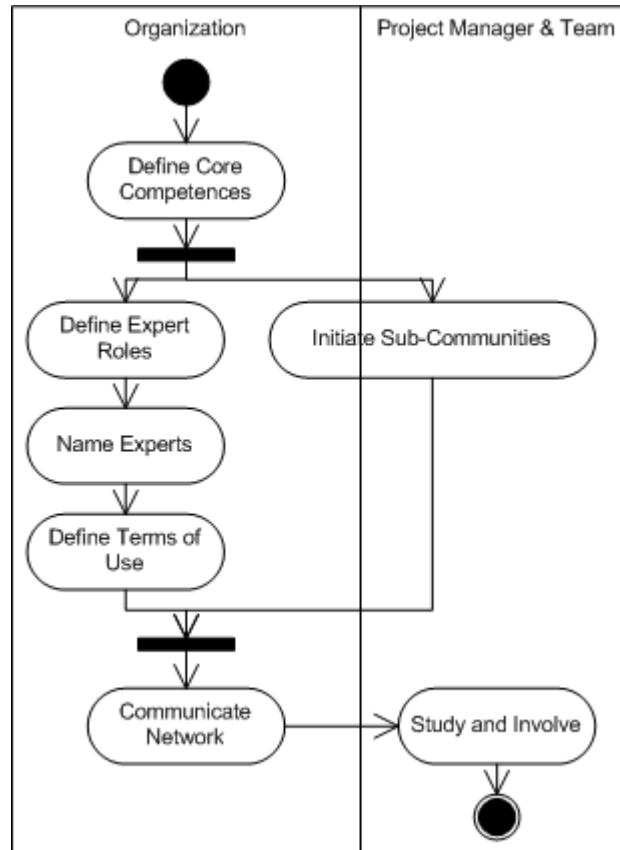 Organization
Project Manager & Team
Define Core
Competences
Define Expert
Roles
Initiate Sub-Communities
Name Experts
Define Terms of
Use
Communicate
Network
Study and Involve